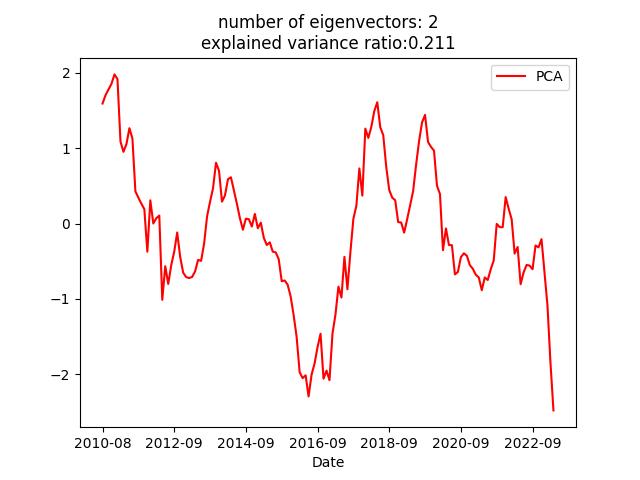 number of eigenvectors: 2
explained variance ratio:0.211
PCA
2
1
0
−1
−2
2010-08 2012-09 2014-09 2016-09 2018-09 2020-09 2022-09
Date